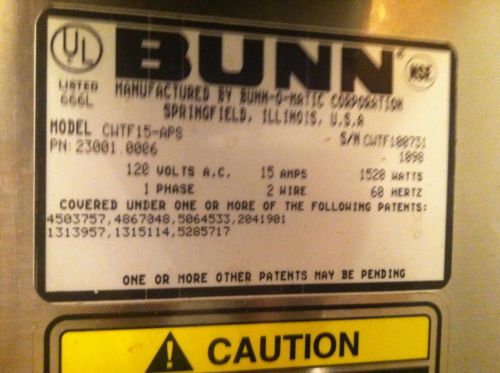 UL
BUNN
NSF
LISTED
666L
MANUFACTURED BY BUNN-O-MATIC CORPORATION
SPRINGFIELD, ILLINOIS, U.S.A
MODEL CWTF15-APS
S/N CWTF100731
PN: 23001.0006
1098
120 VOLTS A.C. 15 AMPS 1520 WATTS
1 PHASE 2 WIRE 60 HERTZ
COVERED UNDER ONE OR MORE OF THE FOLLOWING PATENTS:
4503757,4867048,5064533,2041901
1313957,1315114,5285717
ONE OR MORE OTHER PATENTS MAY BE PENDING
CAUTION